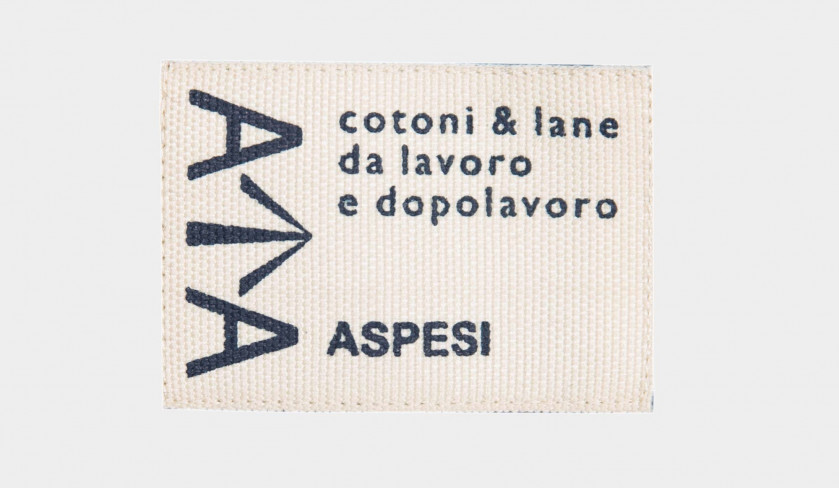 A A
cotoni & lane
da lavoro
e dopolavoro
ASPESI